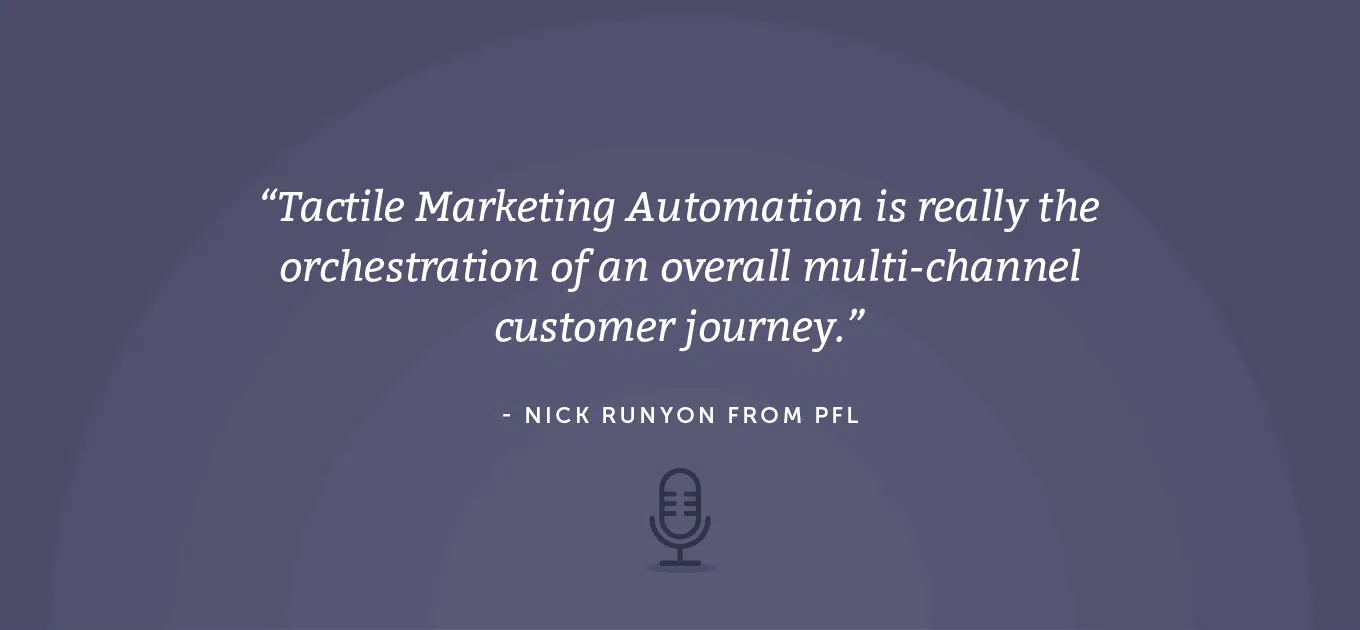 “Tactile Marketing Automation is really the
orchestration of an overall multi-channel
customer journey.”
- NICK RUNYON FROM PFL